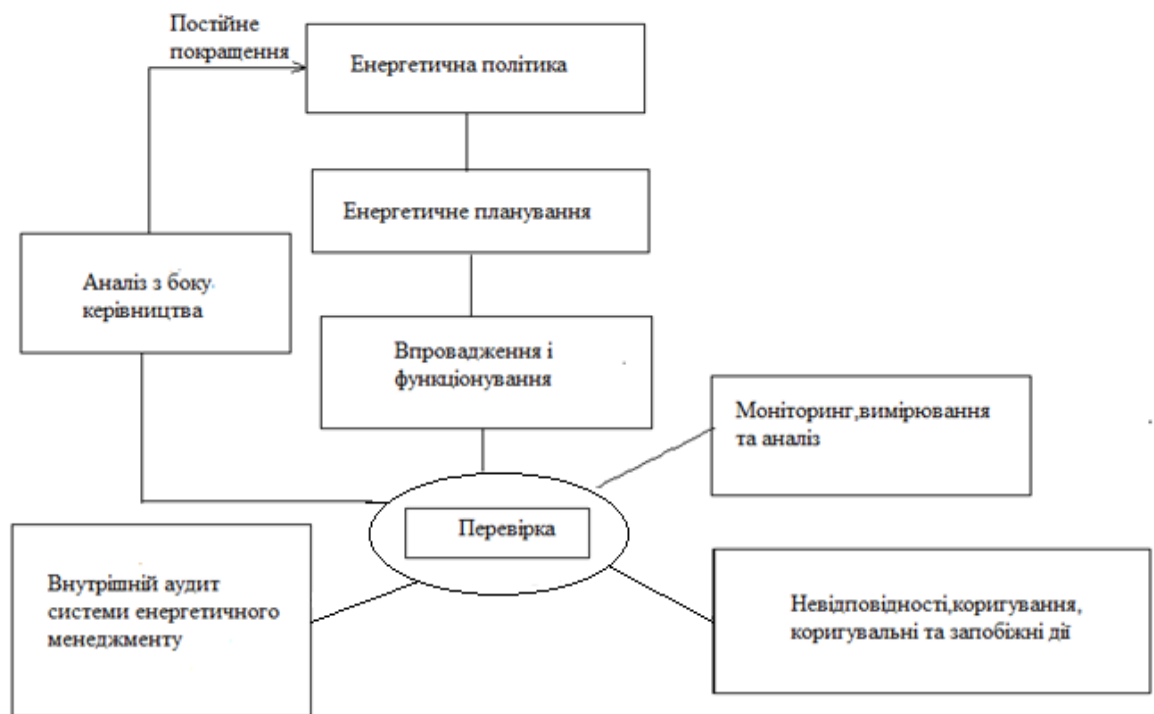 Постійне
покращення
Енергетична політика
Енергетичне планування
Аналіз з боку
керівництва
Впровадження і
функціонування
Моніторинг,вимірювання
та аналіз
Перевірка
Внутрішній аудит
системи енергетичного
менеджменту
Невідповідності,коригування,
коригувальні та запобіжні дії